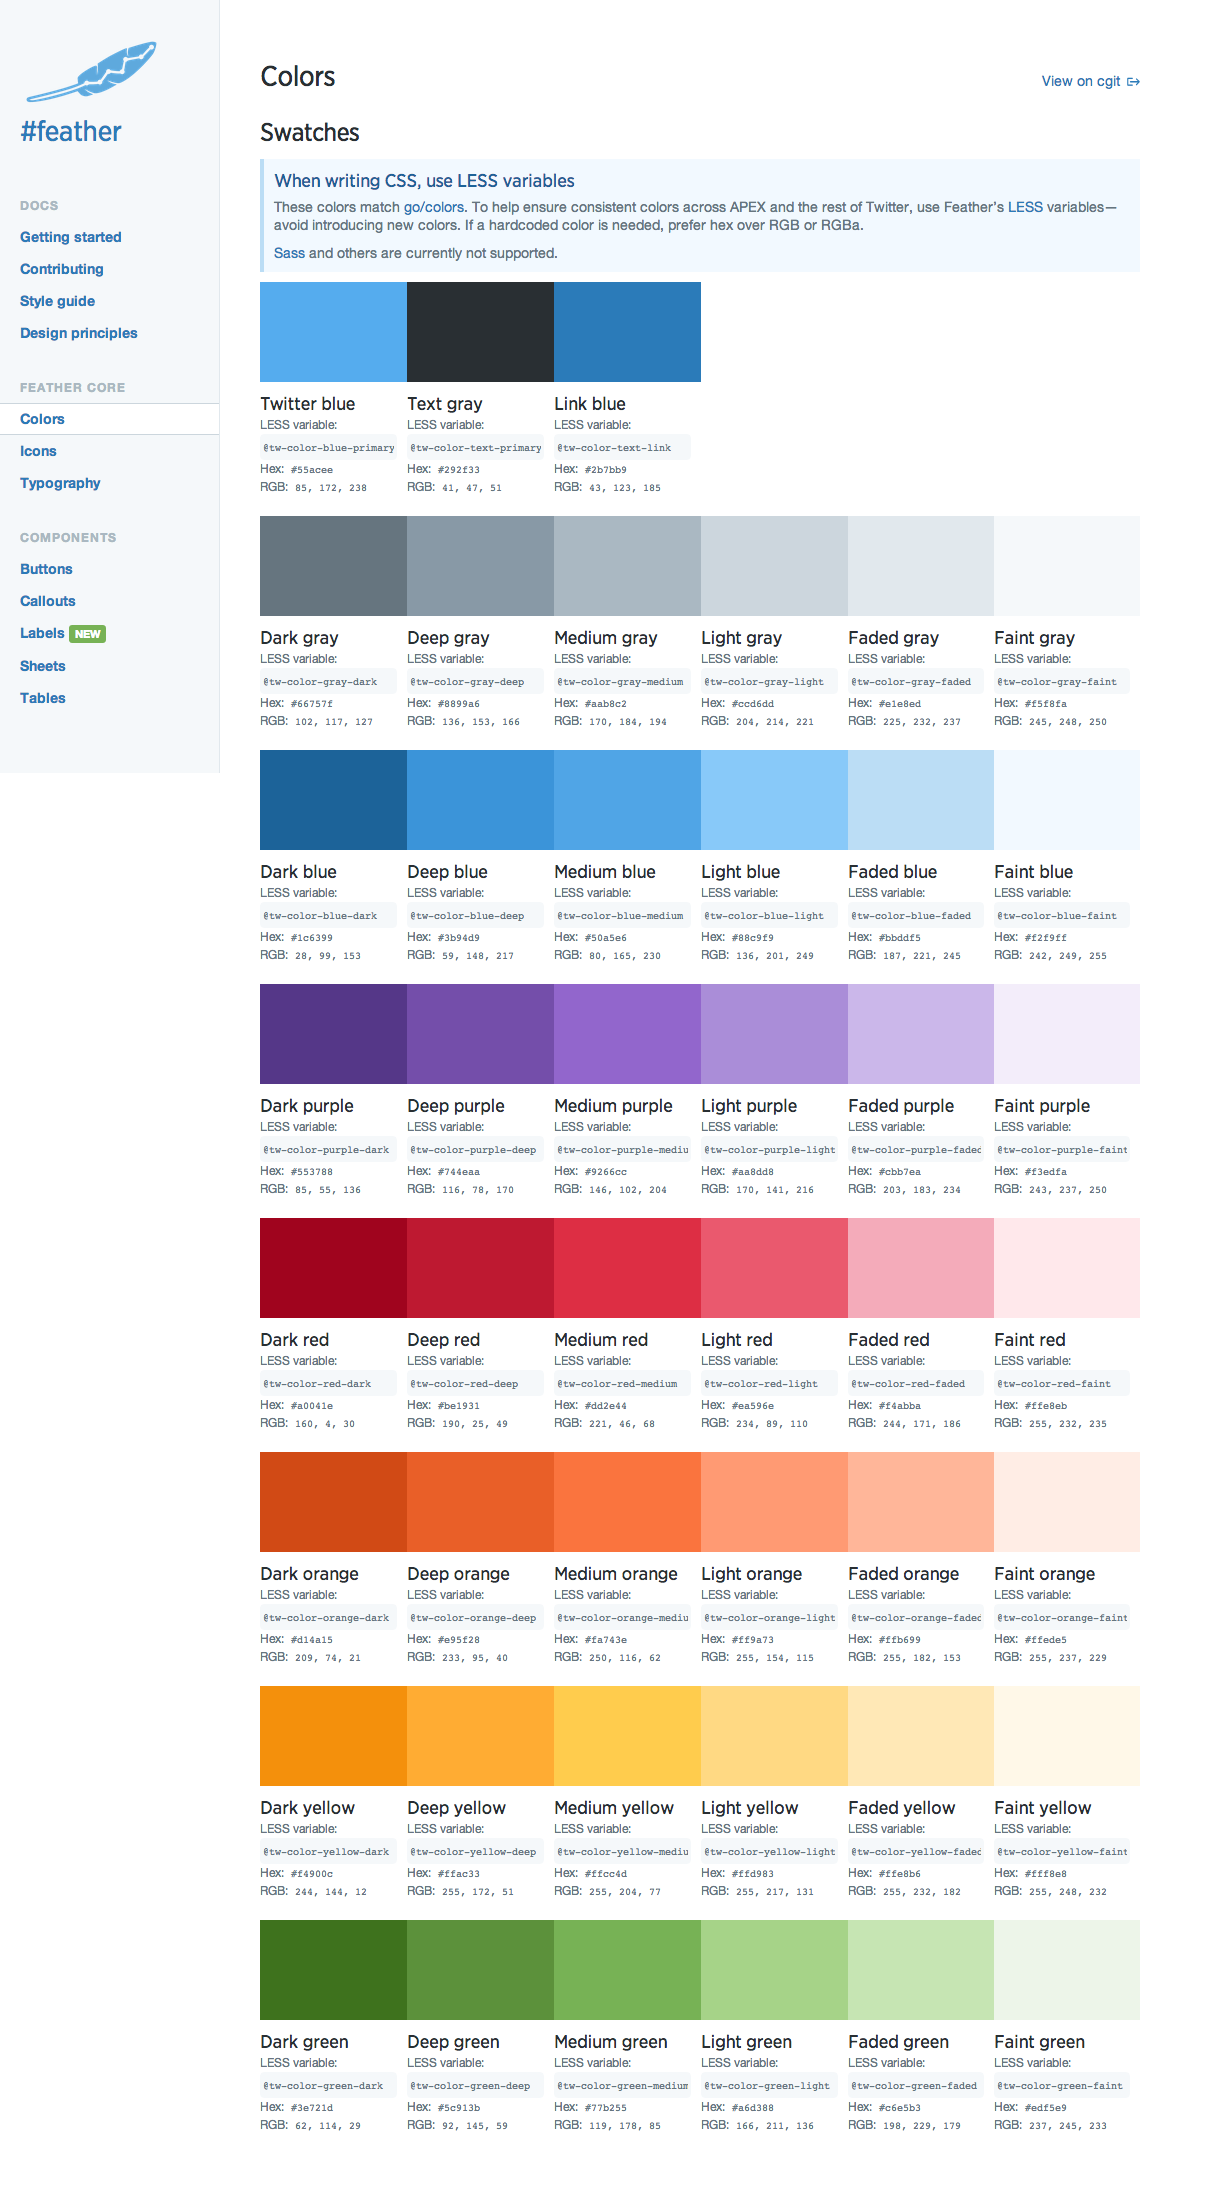 #feather
DOCS
Getting started
Contributing
Style guide
Design principles
FEATHER CORE
Colors
Icons
Typography
COMPONENTS
Buttons
Callouts
Labels NEW
Sheets
Tables
Colors
View on cgit
Swatches
When writing CSS, use LESS variables
These colors match go/colors. To help ensure consistent colors across APEX and the rest of Twitter, use Feather's LESS variables—
avoid introducing new colors. If a hardcoded color is needed, prefer hex over RGB or RGBa.
Sass and others are currently not supported.
Twitter blue Text gray Link blue
LESS variable: LESS variable: LESS variable:
@tw-color-blue-primary @tw-color-text-primary @tw-color-text-link
Hex: #55acee Hex: #292f33 Hex: #2b7bb9
RGB: 85, 172, 238 RGB: 41, 47, 51 RGB: 43, 123, 185
Dark gray Deep gray Medium gray Light gray Faded gray Faint gray
LESS variable: LESS variable: LESS variable: LESS variable: LESS variable: LESS variable:
@tw-color-gray-dark @tw-color-gray-deep @tw-color-gray-medium @tw-color-gray-light @tw-color-gray-faded @tw-color-gray-faint
Hex: #66757f Hex: #8899a6 Hex: #aab8c2 Hex: #ccd6dd Hex: #e1e8ed Hex: #f5f8fa
RGB: 102, 117, 127 RGB: 136, 153, 166 RGB: 170, 184, 194 RGB: 204, 214, 221 RGB: 225, 232, 237 RGB: 245, 248, 250
Dark blue Deep blue Medium blue Light blue Faded blue Faint blue
LESS variable: LESS variable: LESS variable: LESS variable: LESS variable: LESS variable:
@tw-color-blue-dark @tw-color-blue-deep @tw-color-blue-medium @tw-color-blue-light @tw-color-blue-faded @tw-color-blue-faint
Hex: #1c6399 Hex: #3b94d9 Hex: #50a5e6 Hex: #88c9f9 Hex: #bbddf5 Hex: #f2f9ff
RGB: 28, 99, 153 RGB: 59, 148, 217 RGB: 80, 165, 230 RGB: 136, 201, 249 RGB: 187, 221, 245 RGB: 242, 249, 255
Dark purple Deep purple Medium purple Light purple Faded purple Faint purple
LESS variable: LESS variable: LESS variable: LESS variable: LESS variable: LESS variable:
@tw-color-purple-dark @tw-color-purple-deep @tw-color-purple-mediu @tw-color-purple-light @tw-color-purple-faded @tw-color-purple-faint
Hex: #553788 Hex: #744eaa Hex: #9266cc Hex: #aa8dd8 Hex: #cbb7ea Hex: #f3edfa
RGB: 85, 55, 136 RGB: 116, 78, 170 RGB: 146, 102, 204 RGB: 170, 141, 216 RGB: 203, 183, 234 RGB: 243, 237, 250
Dark red Deep red Medium red Light red Faded red Faint red
LESS variable: LESS variable: LESS variable: LESS variable: LESS variable: LESS variable:
@tw-color-red-dark @tw-color-red-deep @tw-color-red-medium @tw-color-red-light @tw-color-red-faded @tw-color-red-faint
Hex: #a0041e Hex: #be1931 Hex: #dd2e44 Hex: #ea596e Hex: #f4abba Hex: #ffe8eb
RGB: 160, 4, 30 RGB: 190, 25, 49 RGB: 221, 46, 68 RGB: 234, 89, 110 RGB: 244, 171, 186 RGB: 255, 232, 235
Dark orange Deep orange Medium orange Light orange Faded orange Faint orange
LESS variable: LESS variable: LESS variable: LESS variable: LESS variable: LESS variable:
@tw-color-orange-dark @tw-color-orange-deep @tw-color-orange-mediu @tw-color-orange-light @tw-color-orange-faded @tw-color-orange-faint
Hex: #d14a15 Hex: #e95f28 Hex: #fa743e Hex: #ff9a73 Hex: #ffb699 Hex: #ffede5
RGB: 209, 74, 21 RGB: 233, 95, 40 RGB: 250, 116, 62 RGB: 255, 154, 115 RGB: 255, 182, 153 RGB: 255, 237, 229
Dark yellow Deep yellow Medium yellow Light yellow Faded yellow Faint yellow
LESS variable: LESS variable: LESS variable: LESS variable: LESS variable: LESS variable:
@tw-color-yellow-dark @tw-color-yellow-deep @tw-color-yellow-mediu @tw-color-yellow-light @tw-color-yellow-faded @tw-color-yellow-faint
Hex: #f4900c Hex: #ffac33 Hex: #ffcc4d Hex: #ffd983 Hex: #ffe8b6 Hex: #fff8e8
RGB: 244, 144, 12 RGB: 255, 172, 51 RGB: 255, 204, 77 RGB: 255, 217, 131 RGB: 255, 232, 182 RGB: 255, 248, 232
Dark green Deep green Medium green Light green Faded green Faint green
LESS variable: LESS variable: LESS variable: LESS variable: LESS variable: LESS variable:
@tw-color-green-dark @tw-color-green-deep @tw-color-green-medium @tw-color-green-light @tw-color-green-faded @tw-color-green-faint
Hex: #3e721d Hex: #5c913b Hex: #77b255 Hex: #a6d388 Hex: #c6e5b3 Hex: #edf5e9
RGB: 62, 114, 29 RGB: 92, 145, 59 RGB: 119, 178, 85 RGB: 166, 211, 136 RGB: 198, 229, 179 RGB: 237, 245, 233